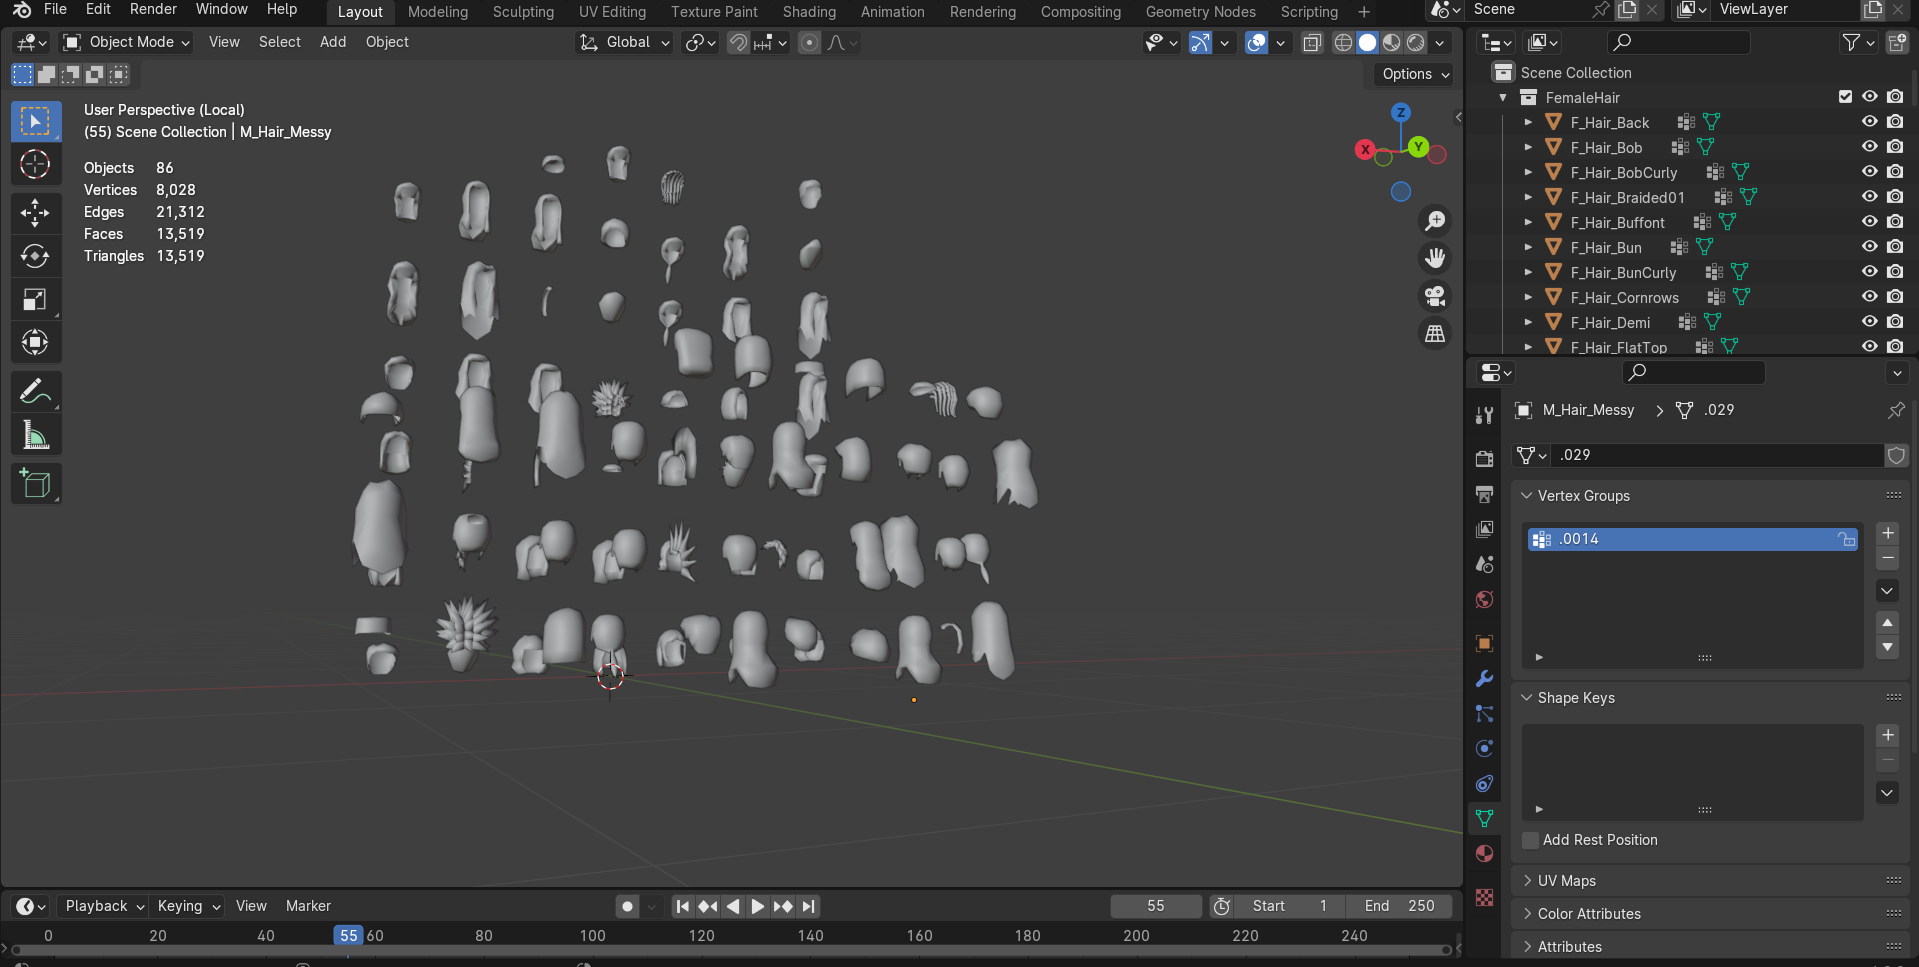 File Edit Render Window Help Layout Modeling Sculpting UV Editing Texture Paint Shading Animation Rendering Compositing Geometry Nodes Scripting + Scene ViewLayer
Object Mode View Select Add Object Global
Options
User Perspective (Local)
(55) Scene Collection | M_Hair_Messy
Objects 86
Vertices 8,028
Edges 21,312
Faces 13,519
Triangles 13,519
Z
X
Y
Scene Collection
FemaleHair
F_Hair_Back
F_Hair_Bob
F_Hair_BobCurly
F_Hair_Braided01
F_Hair_Buffont
F_Hair_Bun
F_Hair_BunCurly
F_Hair_Cornrows
F_Hair_Demi
F_Hair_FlatTop
M_Hair_Messy > .029
.029
Vertex Groups
.0014
Shape Keys
Add Rest Position
UV Maps
Color Attributes
Attributes
Playback Keying View Marker 55 Start 1 End 250
0 20 40 55 60 80 100 120 140 160 180 200 220 240